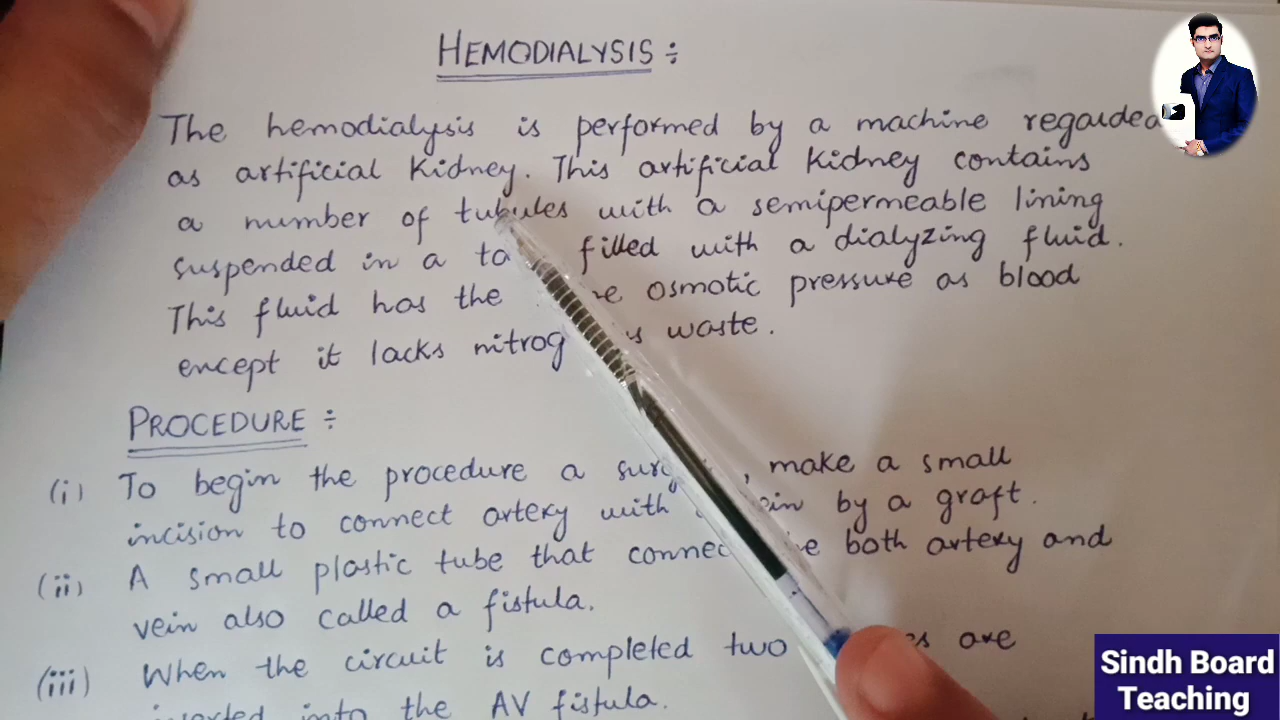 HEMODIALYSIS :
The hemodialysis is performed by a machine regarded
as artificial Kidney. This artificial Kidney contains
a number of tubules with a semipermeable lining
suspended in a filled with a dialyzing fluid.
This fluid has the osmotic pressure as blood
except it lacks waste.
PROCEDURE :
(i) To begin the procedure a make a small
incision to connect artery with by a graft.
(ii) A small plastic tube that both artery and
vein also called a fistula.
(iii) When the circuit is completed two are
inserted into the AV fistula.
Sindh Board
Teaching